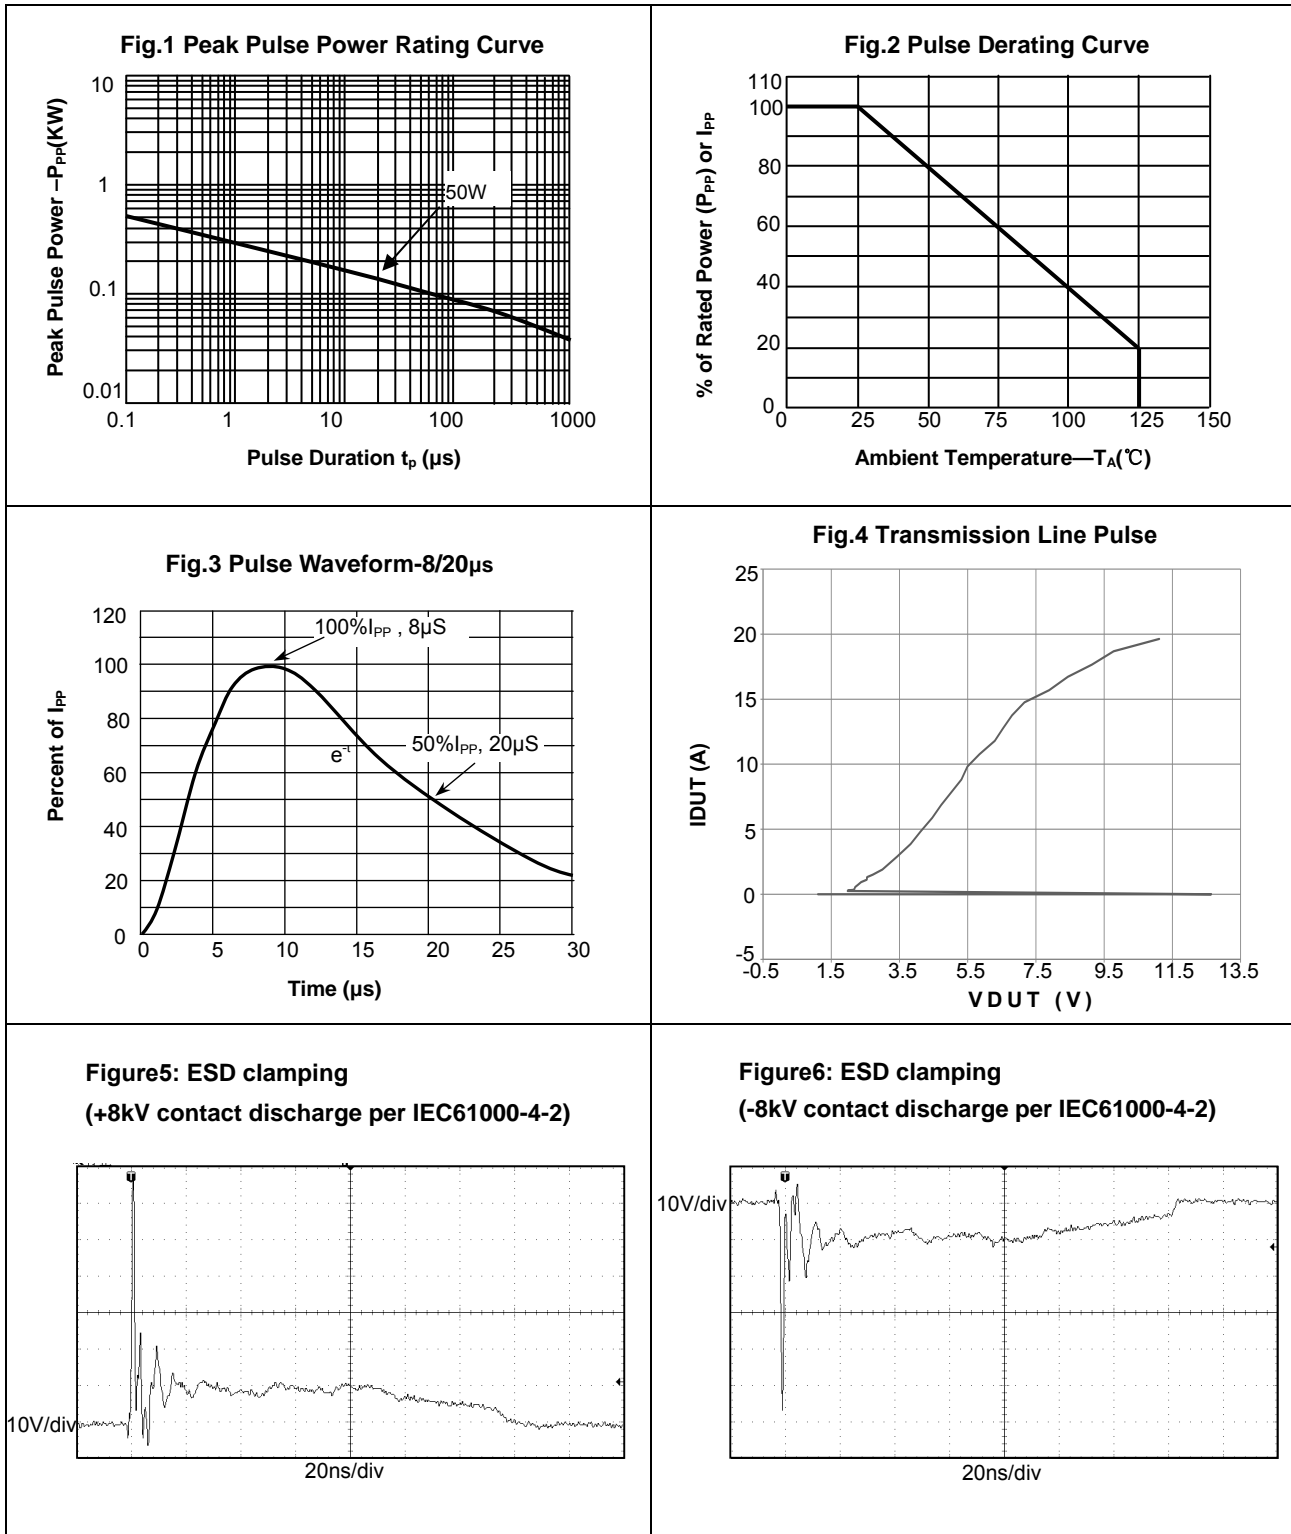 Fig.1 Peak Pulse Power Rating Curve
Peak Pulse Power –PPP(KW)
10
1
0.1
0.01
50W
0.1 1 10 100 1000
Pulse Duration tp (µs)
Fig.2 Pulse Derating Curve
% of Rated Power (PPP) or IPP
110
100
80
60
40
20
0
0 25 50 75 100 125 150
Ambient Temperature—TA(℃)
Fig.3 Pulse Waveform-8/20µs
Percent of IPP
120
100
80
60
40
20
0
100%IPP , 8µS
e-t
50%IPP, 20µS
0 5 10 15 20 25 30
Time (µs)
Fig.4 Transmission Line Pulse
IDUT (A)
25
20
15
10
5
0
-5
-0.5 1.5 3.5 5.5 7.5 9.5 11.5 13.5
VDUT (V)
Figure5: ESD clamping
(+8kV contact discharge per IEC61000-4-2)
T
10V/div
20ns/div
Figure6: ESD clamping
(-8kV contact discharge per IEC61000-4-2)
T
10V/div
20ns/div